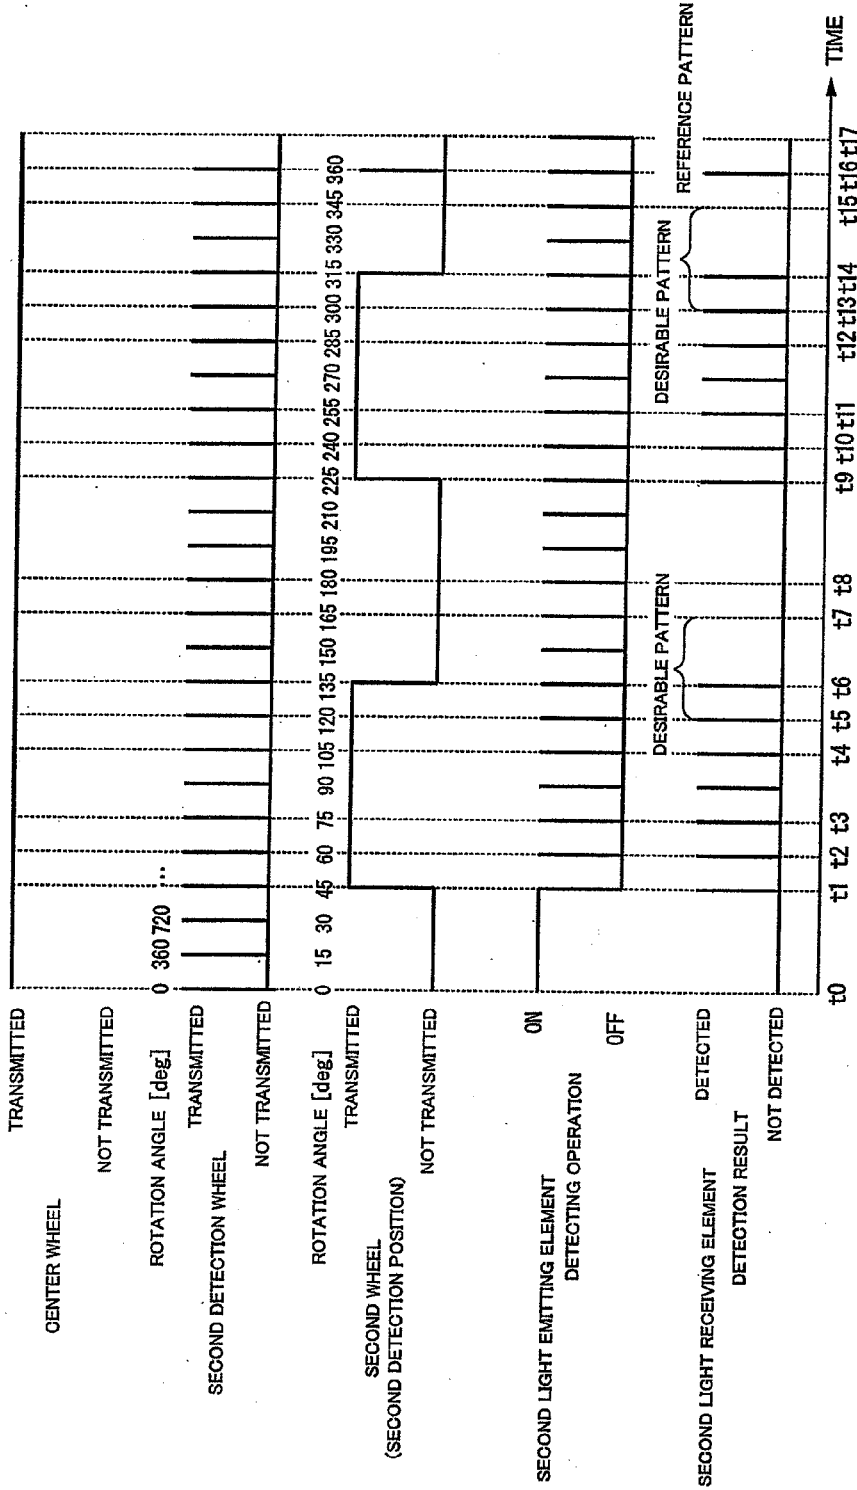 CENTER WHEEL
TRANSMITTED
NOT TRANSMITTED
ROTATION ANGLE [deg]
0 360 720 ..
SECOND DETECTION WHEEL
TRANSMITTED
NOT TRANSMITTED
ROTATION ANGLE [deg]
0 15 30 45 60 75 90 105 120 135 150 165 180 195 210 225 240 255 270 285 300 315 330 345 360
SECOND WHEEL
(SECOND DETECTION POSITION)
TRANSMITTED
NOT TRANSMITTED
SECOND LIGHT EMITTING ELEMENT
DETECTING OPERATION
ON
OFF
DESIRABLE PATTERN
DESIRABLE PATTERN
REFERENCE PATTERN
SECOND LIGHT RECEIVING ELEMENT
DETECTION RESULT
DETECTED
NOT DETECTED
t0 t1 t2 t3 t4 t5 t6 t7 t8 t9 t10 t11 t12 t13 t14 t15 t16 t17
TIME